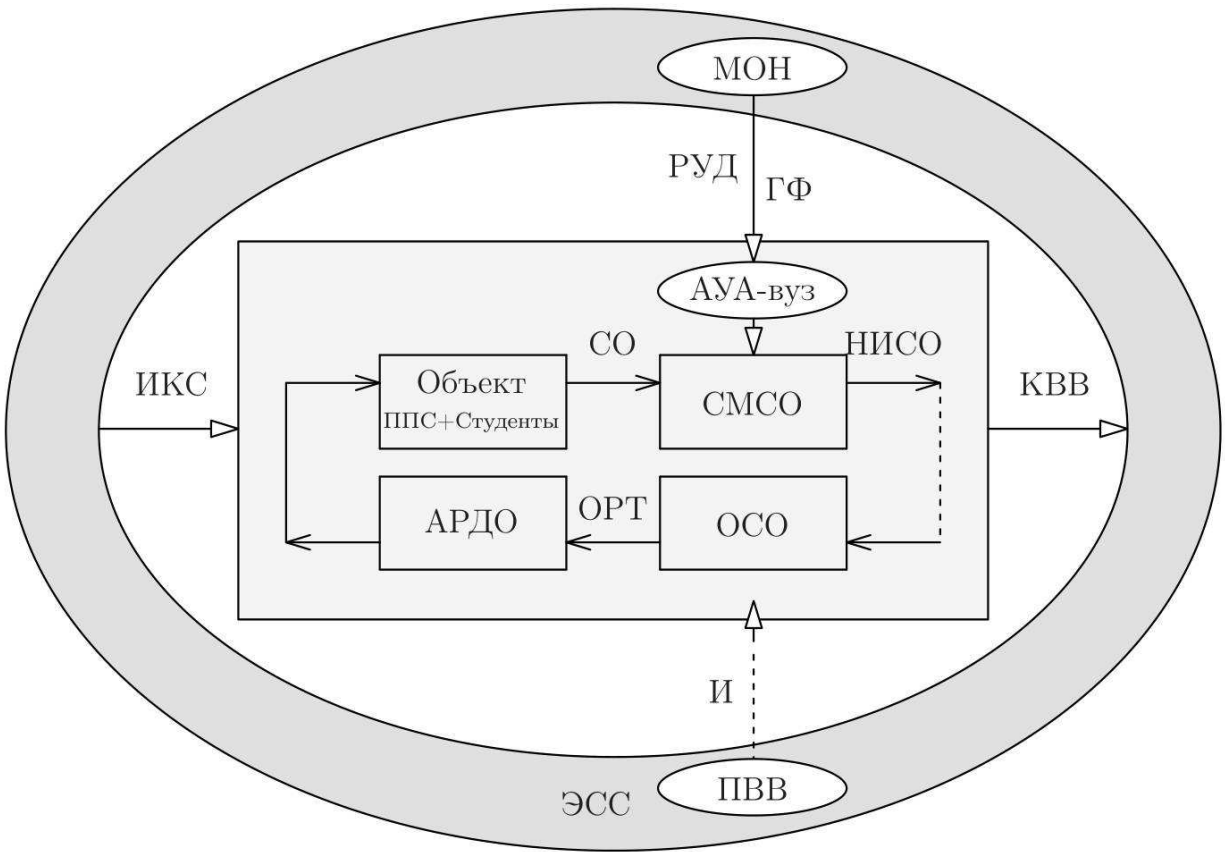 МОН
РУД
ГФ
АУА-вуз
СО
НИСО
ИКС
Объект
ППС+Студенты
СМСО
КВВ
АРДО
ОРТ
ОСО
И
ПВВ
ЭСС